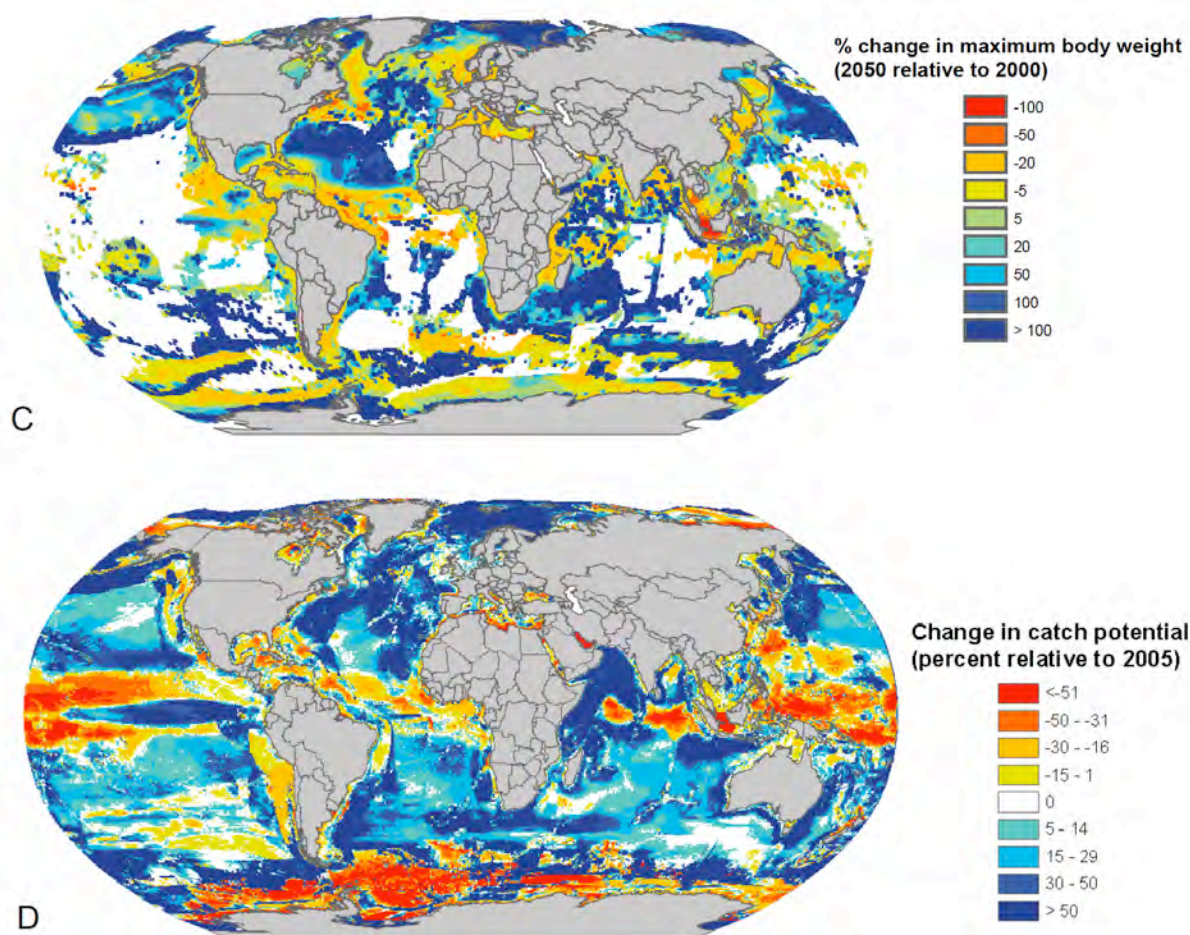 % change in maximum body weight
(2050 relative to 2000)
-100
-50
-20
-5
5
20
50
100
> 100
C
Change in catch potential
(percent relative to 2005)
<-51
-50 - -31
-30 - -16
-15 - 1
0
5 - 14
15 - 29
30 - 50
> 50
D